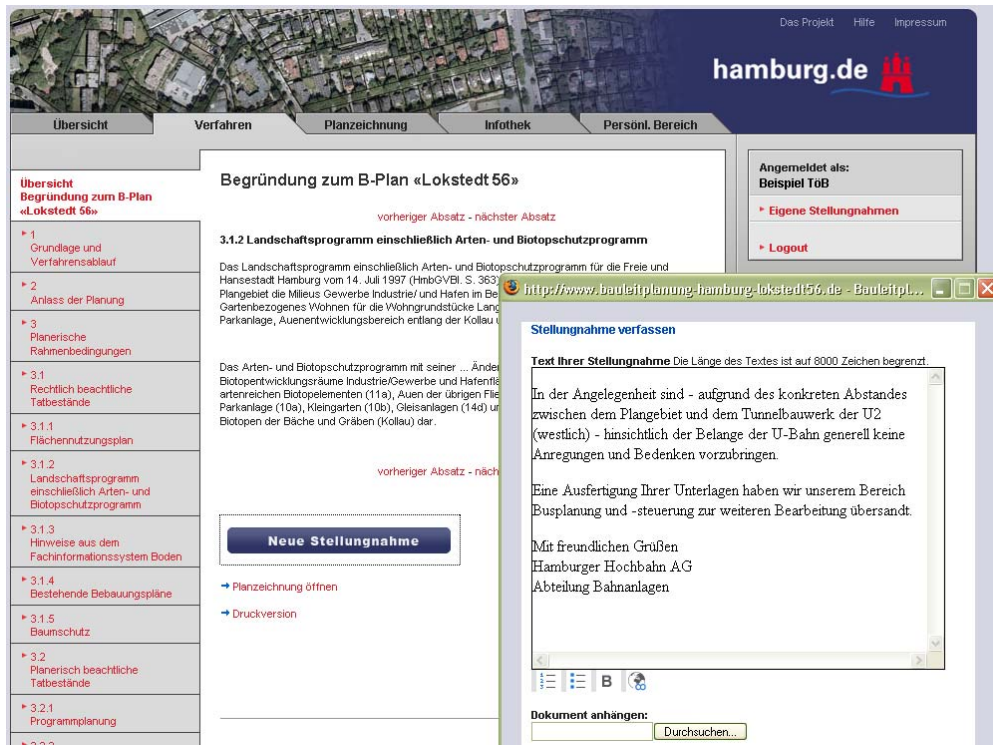 Das Projekt Hilfe Impressum
hamburg.de
Übersicht Verfahren Planzeichnung Infothek Persönl. Bereich
Übersicht
Begründung zum B-Plan
«Lokstedt 56»
1
Grundlage und
Verfahrensablauf
2
Anlass der Planung
3
Planerische
Rahmenbedingungen
3.1
Rechtlich beachtliche
Tatbestände
3.1.1
Flächennutzungsplan
3.1.2
Landschaftsprogramm
einschließlich Arten- und
Biotopschutzprogramm
3.1.3
Hinweise aus dem
Fachinformationssystem Boden
3.1.4
Bestehende Bebauungspläne
3.1.5
Baumschutz
3.2
Planerisch beachtliche
Tatbestände
3.2.1
Programmplanung
Begründung zum B-Plan «Lokstedt 56»
vorheriger Absatz - nächster Absatz
3.1.2 Landschaftsprogramm einschließlich Arten- und Biotopschutzprogramm
Das Landschaftsprogramm einschließlich Arten- und Biotopschutzprogramm für die Freie und
Hansestadt Hamburg vom 14. Juli 1997 (HmbGVBl. S. 363)
Plangebiet die Milieus Gewerbe Industrie/ und Hafen im Be
Gartenbezogenes Wohnen für die Wohngrundstücke Lang
Parkanlage, Auenentwicklungsbereich entlang der Kollau
Das Arten- und Biotopschutzprogramm mit seiner ... Änder
Biotopentwicklungsräume Industrie/Gewerbe und Hafenflä
artenreichen Biotopelementen (11a), Auen der übrigen Flie
Parkanlage (10a), Kleingarten (10b), Gleisanlagen (14d) un
Biotopen der Bäche und Gräben (Kollau) dar.
vorheriger Absatz - näch
Neue Stellungnahme
Planzeichnung öffnen
Druckversion
Angemeldet als:
Beispiel TöB
Eigene Stellungnahmen
Logout
http://www.bauleitplanung-hamburg-lokstedt56.de - Bauleitpl...
Stellungnahme verfassen
Text Ihrer Stellungnahme Die Länge des Textes ist auf 8000 Zeichen begrenzt.
In der Angelegenheit sind - aufgrund des konkreten Abstandes
zwischen dem Plangebiet und dem Tunnelbauwerk der U2
(westlich) - hinsichtlich der Belange der U-Bahn generell keine
Anregungen und Bedenken vorzubringen.
Eine Ausfertigung Ihrer Unterlagen haben wir unserem Bereich
Busplanung und -steuerung zur weiteren Bearbeitung übersandt.
Mit freundlichen Grüßen
Hamburger Hochbahn AG
Abteilung Bahnanlagen
B
Dokument anhängen:
Durchsuchen...